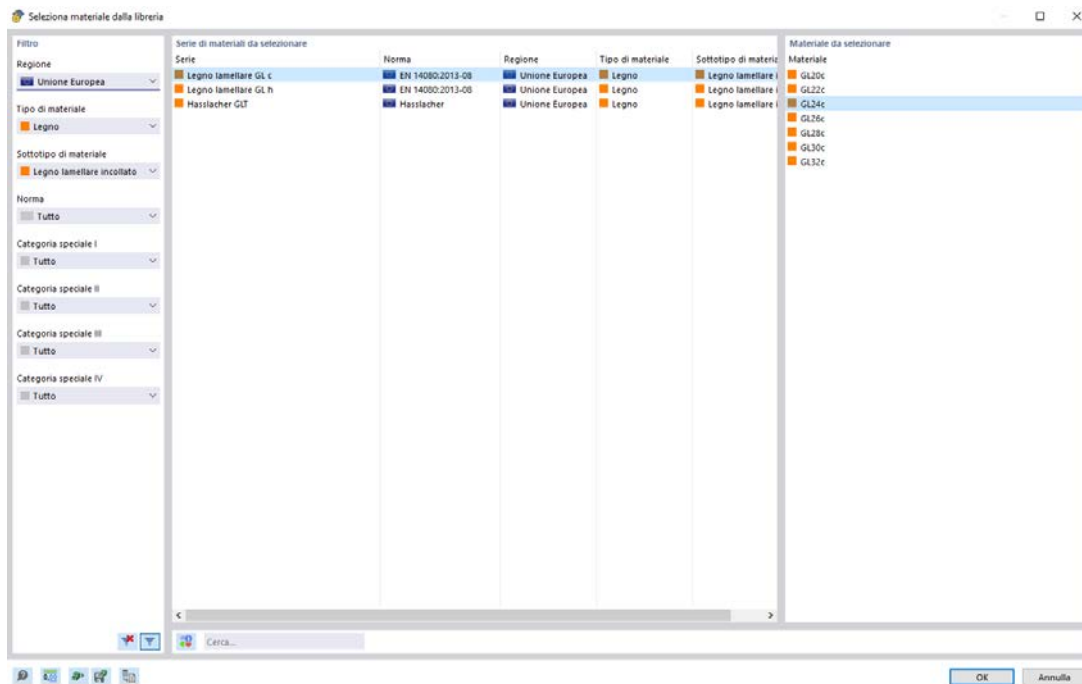 Seleziona materiale dalla libreria
Filtro
Regione
Unione Europea
Tipo di materiale
Legno
Sottotipo di materiale
Legno lamellare incollato
Norma
Tutto
Categoria speciale I
Tutto
Categoria speciale II
Tutto
Categoria speciale III
Tutto
Categoria speciale IV
Tutto
Serie di materiali da selezionare
Serie Norma Regione Tipo di materiale Sottotipo di materia
Legno lamellare GL c EN 14080:2013-08 Unione Europea Legno Legno lamellare i
Legno lamellare GL h EN 14080:2013-08 Unione Europea Legno Legno lamellare i
Hasslacher GLT Hasslacher Unione Europea Legno Legno lamellare i
Cerca...
Materiale da selezionare
Materiale
GL20c
GL22c
GL24c
GL26c
GL28c
GL30c
GL32c
OK Annulla